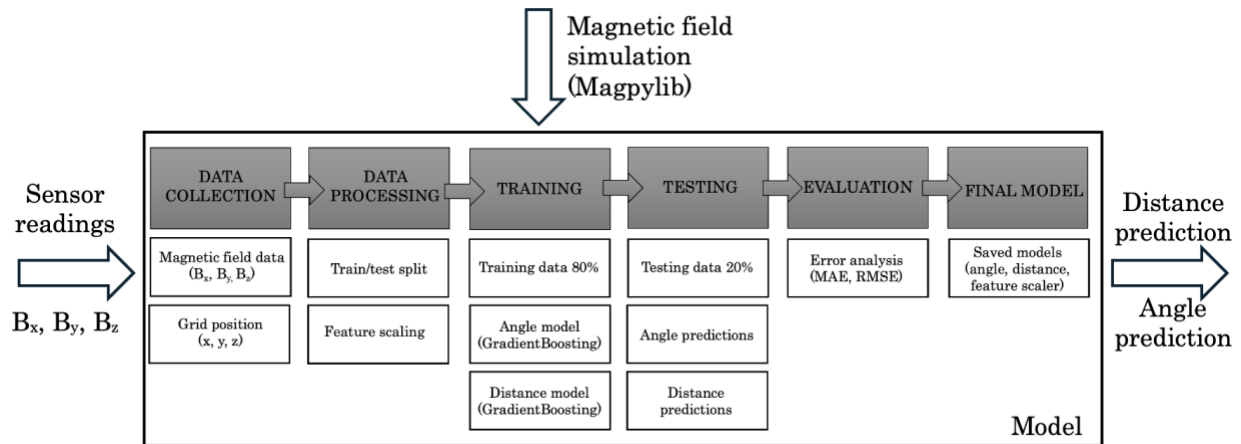 Magnetic field
simulation
(Magpylib)
Sensor
readings
Bx, By, Bz
DATA
COLLECTION
DATA
PROCESSING
TRAINING
TESTING
EVALUATION
FINAL MODEL
Magnetic field data
(Bx, By, Bz)
Grid position
(x, y, z)
Train/test split
Feature scaling
Training data 80%
Angle model
(GradientBoosting)
Distance model
(GradientBoosting)
Testing data 20%
Angle predictions
Distance
predictions
Error analysis
(MAE, RMSE)
Saved models
(angle, distance,
feature scaler)
Distance
prediction
Angle
prediction
Model